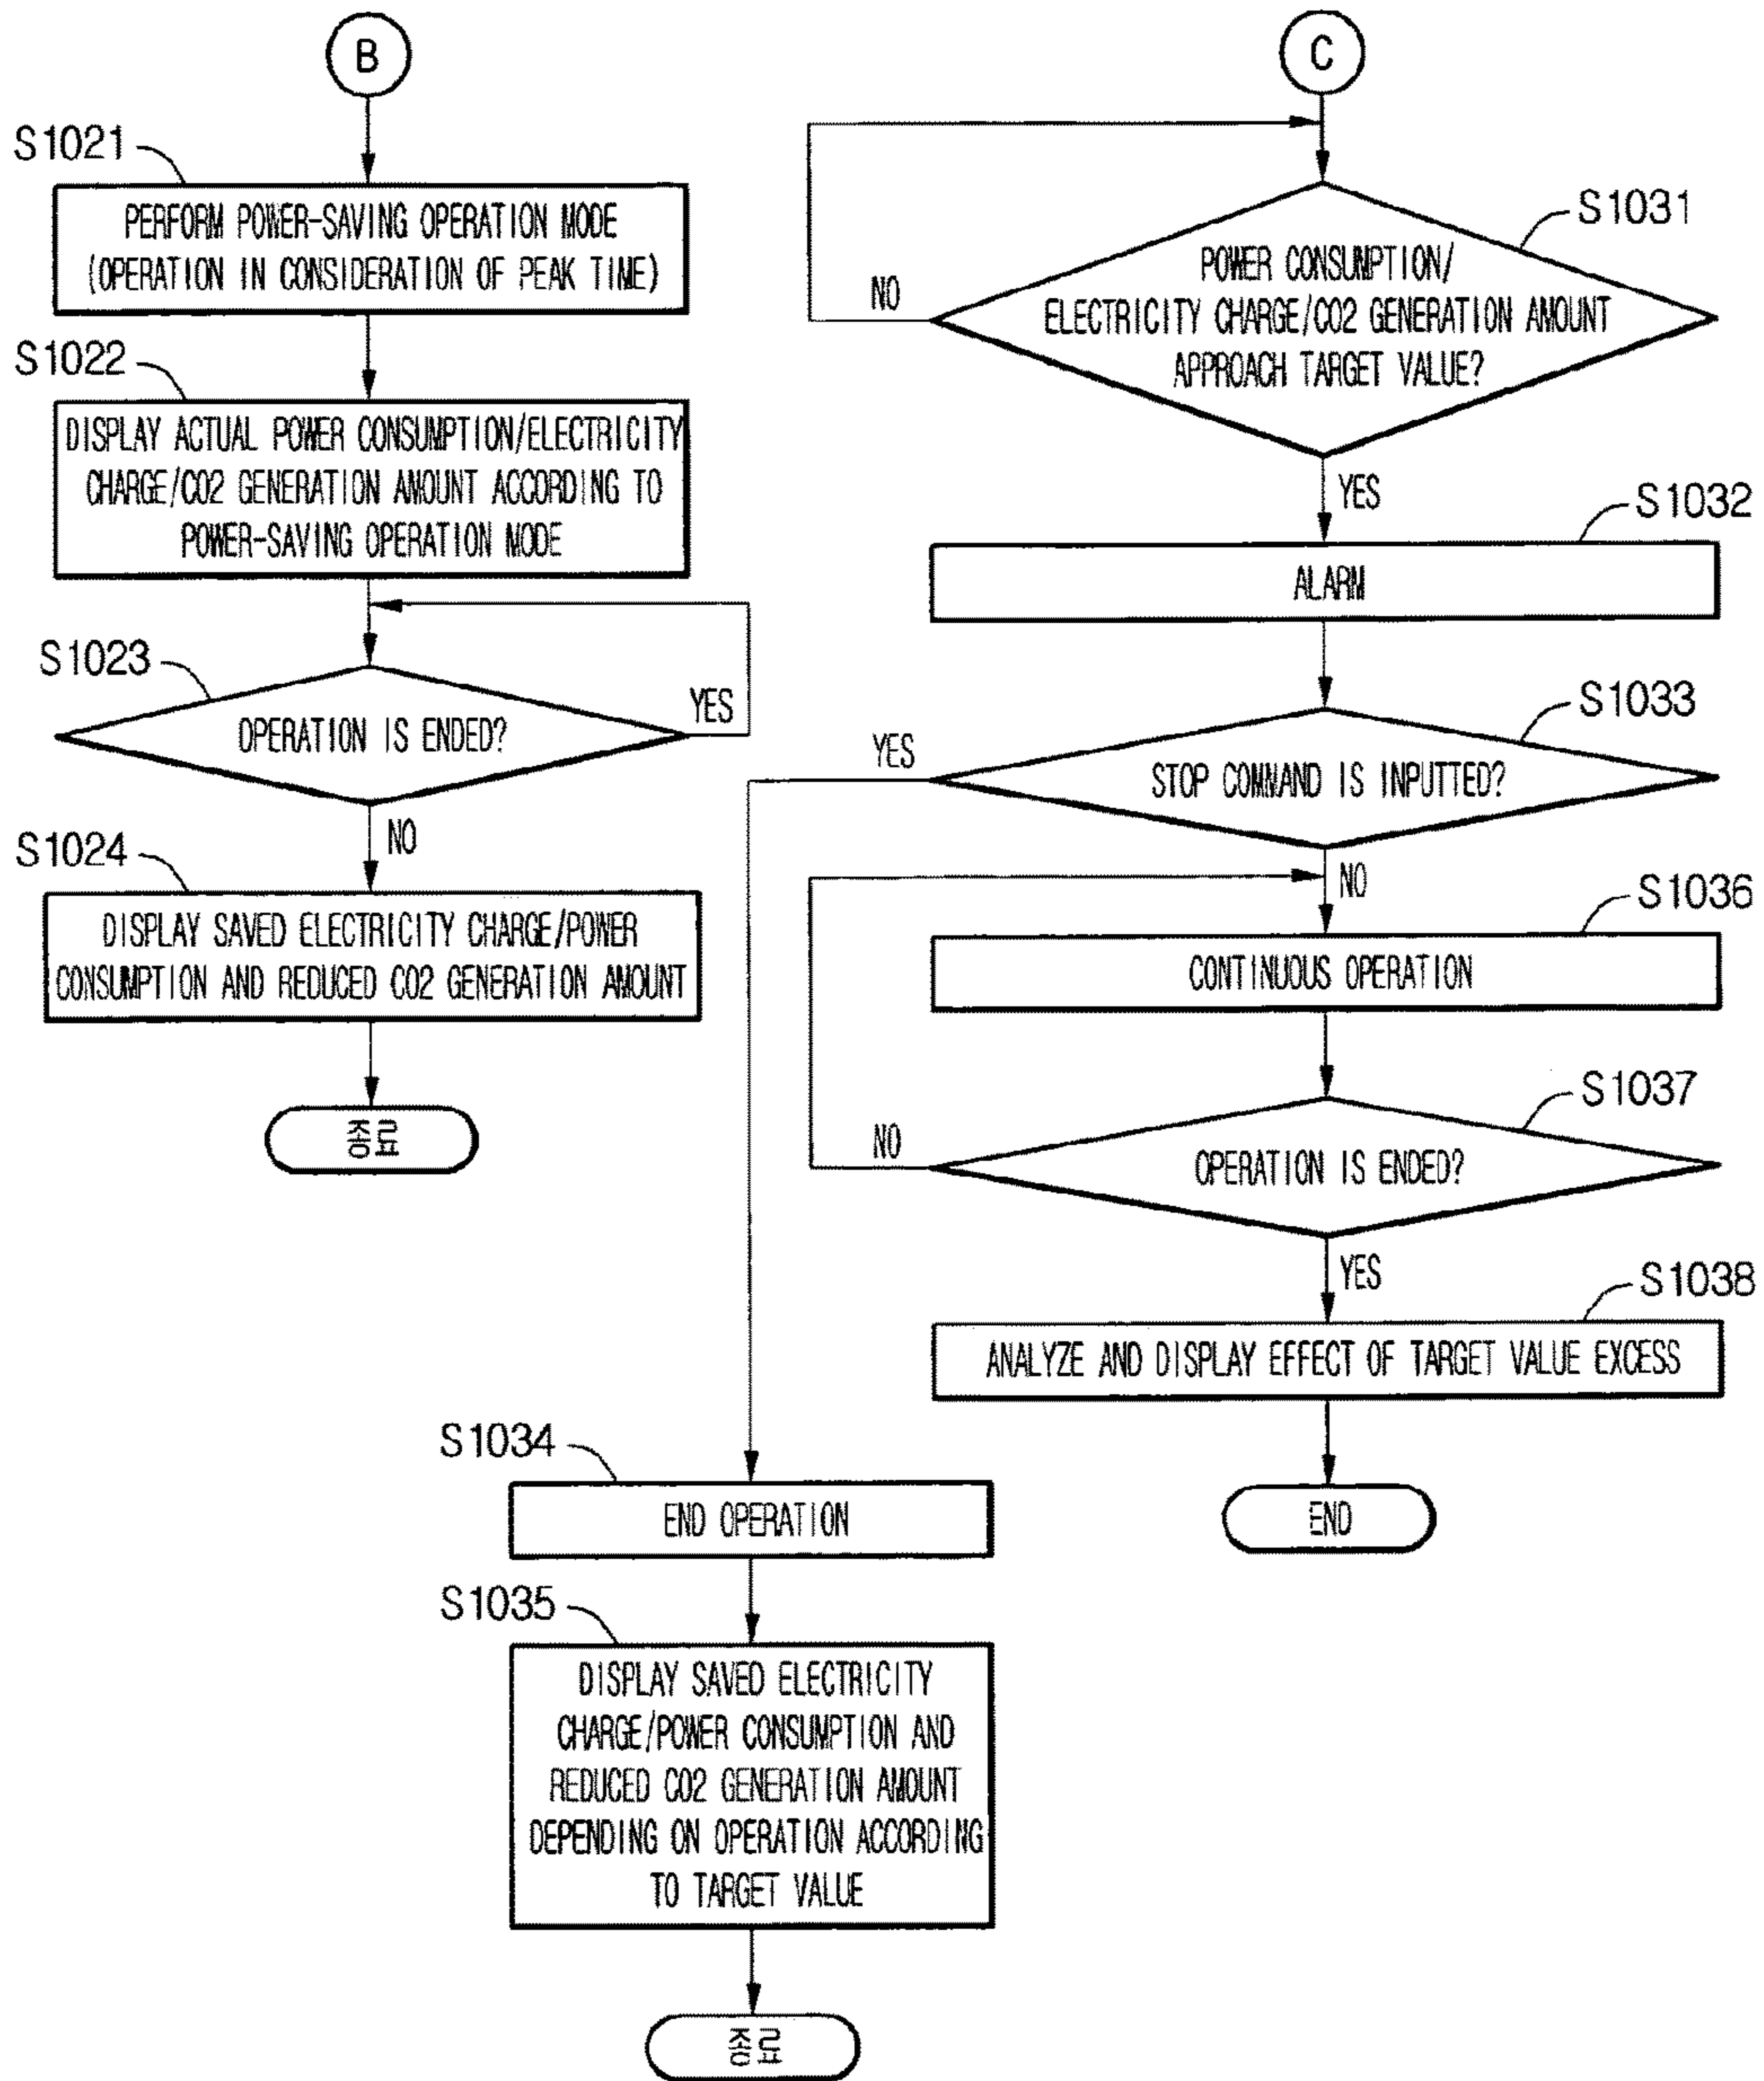 B
S1021
PERFORM POWER-SAVING OPERATION MODE
(OPERATION IN CONSIDERATION OF PEAK TIME)
S1022
DISPLAY ACTUAL POWER CONSUMPTION/ELECTRICITY
CHARGE/CO2 GENERATION AMOUNT ACCORDING TO
POWER-SAVING OPERATION MODE
S1023
OPERATION IS ENDED?
YES
NO
S1024
DISPLAY SAVED ELECTRICITY CHARGE/POWER
CONSUMPTION AND REDUCED CO2 GENERATION AMOUNT
종료
C
S1031
POWER CONSUMPTION/
ELECTRICITY CHARGE/CO2 GENERATION AMOUNT
APPROACH TARGET VALUE?
NO
YES
S1032
ALARM
S1033
STOP COMMAND IS INPUTTED?
YES
NO
S1036
CONTINUOUS OPERATION
S1037
OPERATION IS ENDED?
NO
YES
S1038
ANALYZE AND DISPLAY EFFECT OF TARGET VALUE EXCESS
END
S1034
END OPERATION
S1035
DISPLAY SAVED ELECTRICITY
CHARGE/POWER CONSUMPTION AND
REDUCED CO2 GENERATION AMOUNT
DEPENDING ON OPERATION ACCORDING
TO TARGET VALUE
종료